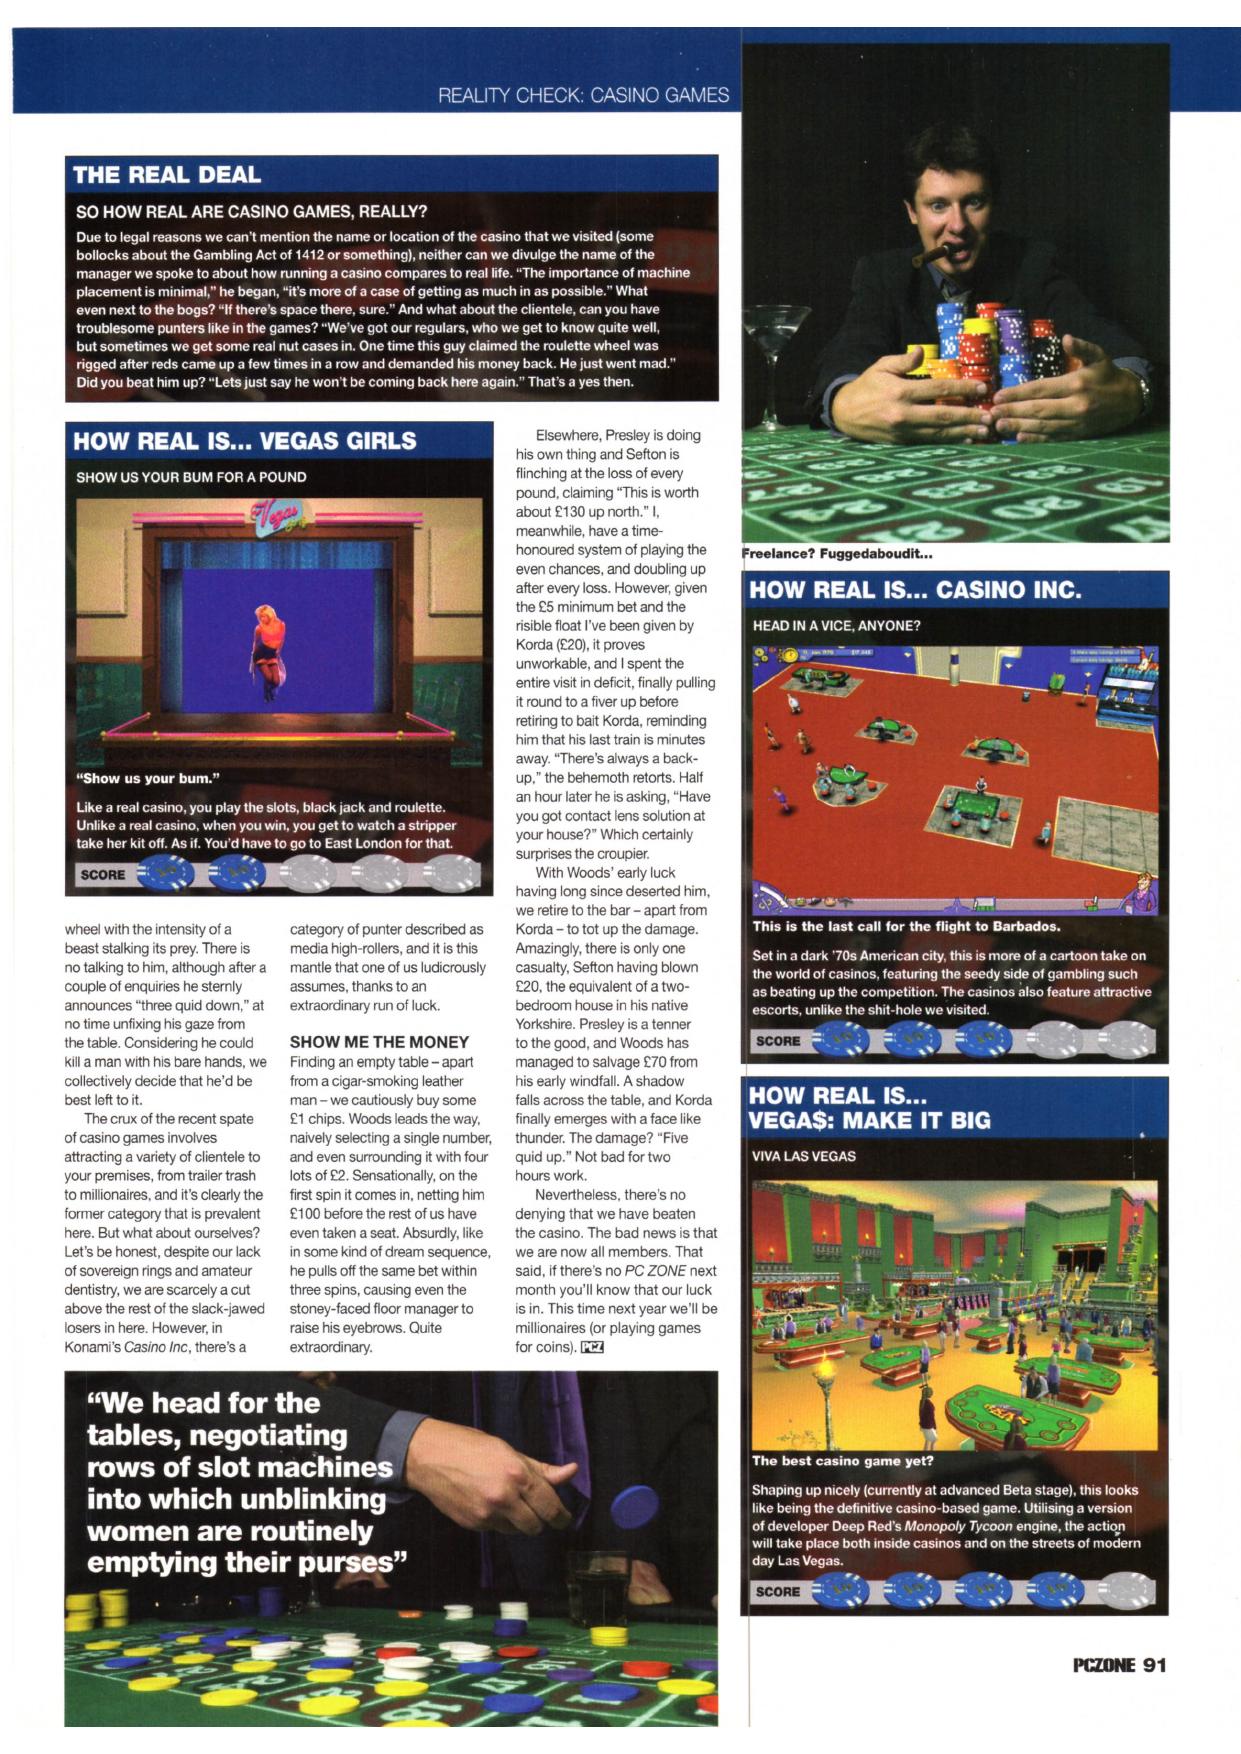 REALITY CHECK: CASINO GAMES
THE REAL DEAL
SO HOW REAL ARE CASINO GAMES, REALLY?
Due to legal reasons we can't mention the name or location of the casino that we visited (some
bollocks about the Gambling Act of 1412 or something), neither can we divulge the name of the
manager we spoke to about how running a casino compares to real life. “The importance of machine
placement is minimal,” he began, “it's more of a case of getting as much in as possible.” What
even next to the bogs? “If there's space there, sure.” And what about the clientele, can you have
troublesome punters like in the games? “We've got our regulars, who we get to know quite well,
but sometimes we get some real nut cases in. One time this guy claimed the roulette wheel was
rigged after reds came up a few times in a row and demanded his money back. He just went mad.”
Did you beat him up? “Lets just say he won't be coming back here again.” That's a yes then.
HOW REAL IS... VEGAS GIRLS
SHOW US YOUR BUM FOR A POUND
Vegas
“Show us your bum.”
Like a real casino, you play the slots, black jack and roulette.
Unlike a real casino, when you win, you get to watch a stripper
take her kit off. As if. You'd have to go to East London for that.
SCORE
wheel with the intensity of a
beast stalking its prey. There is
no talking to him, although after a
couple of enquiries he sternly
announces “three quid down,” at
no time unfixing his gaze from
the table. Considering he could
kill a man with his bare hands, we
collectively decide that he'd be
best left to it.
The crux of the recent spate
of casino games involves
attracting a variety of clientele to
your premises, from trailer trash
to millionaires, and it's clearly the
former category that is prevalent
here. But what about ourselves?
Let's be honest, despite our lack
of sovereign rings and amateur
dentistry, we are scarcely a cut
above the rest of the slack-jawed
losers in here. However, in
Konami's Casino Inc, there's a
category of punter described as
media high-rollers, and it is this
mantle that one of us ludicrously
assumes, thanks to an
extraordinary run of luck.
SHOW ME THE MONEY
Finding an empty table – apart
from a cigar-smoking leather
man – we cautiously buy some
£1 chips. Woods leads the way,
naively selecting a single number,
and even surrounding it with four
lots of £2. Sensationally, on the
first spin it comes in, netting him
£100 before the rest of us have
even taken a seat. Absurdly, like
in some kind of dream sequence,
he pulls off the same bet within
three spins, causing even the
stoney-faced floor manager to
raise his eyebrows. Quite
extraordinary.
Elsewhere, Presley is doing
his own thing and Sefton is
flinching at the loss of every
pound, claiming “This is worth
about £130 up north.” I,
meanwhile, have a time-
honoured system of playing the
even chances, and doubling up
after every loss. However, given
the £5 minimum bet and the
risible float I've been given by
Korda (£20), it proves
unworkable, and I spent the
entire visit in deficit, finally pulling
it round to a fiver up before
retiring to bait Korda, reminding
him that his last train is minutes
away. “There's always a back-
up,” the behemoth retorts. Half
an hour later he is asking, “Have
you got contact lens solution at
your house?” Which certainly
surprises the croupier.
With Woods' early luck
having long since deserted him,
we retire to the bar – apart from
Korda – to tot up the damage.
Amazingly, there is only one
casualty, Sefton having blown
£20, the equivalent of a two-
bedroom house in his native
Yorkshire. Presley is a tenner
to the good, and Woods has
managed to salvage £70 from
his early windfall. A shadow
falls across the table, and Korda
finally emerges with a face like
thunder. The damage? “Five
quid up.” Not bad for two
hours work.
Nevertheless, there's no
denying that we have beaten
the casino. The bad news is that
we are now all members. That
said, if there's no PC ZONE next
month you'll know that our luck
is in. This time next year we'll be
millionaires (or playing games
for coins). PCZ
“We head for the
tables, negotiating
rows of slot machines
into which unblinking
women are routinely
emptying their purses”
Freelance? Fuggedaboudit...
HOW REAL IS... CASINO INC.
HEAD IN A VICE, ANYONE?
This is the last call for the flight to Barbados.
Set in a dark '70s American city, this is more of a cartoon take on
the world of casinos, featuring the seedy side of gambling such
as beating up the competition. The casinos also feature attractive
escorts, unlike the shit-hole we visited.
SCORE
HOW REAL IS...
VEGA$: MAKE IT BIG
VIVA LAS VEGAS
The best casino game yet?
Shaping up nicely (currently at advanced Beta stage), this looks
like being the definitive casino-based game. Utilising a version
of developer Deep Red's Monopoly Tycoon engine, the action
will take place both inside casinos and on the streets of modern
day Las Vegas.
SCORE
PCZONE 91